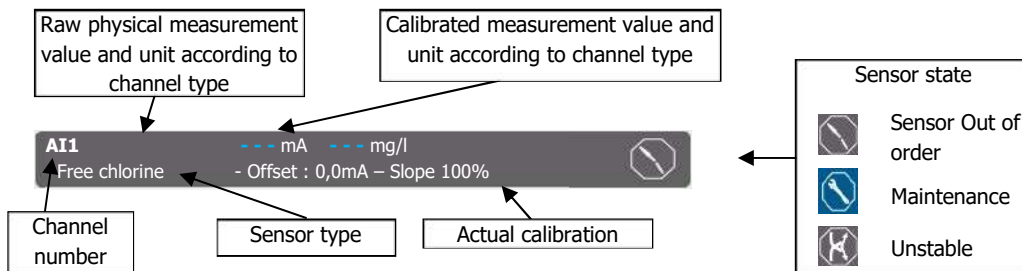 Raw physical measurement
value and unit according to
channel type
Calibrated measurement value and
unit according to channel type
AI1 - - - mA - - - mg/l
Free chlorine - Offset : 0,0mA – Slope 100%
Channel
number
Sensor type
Actual calibration
Sensor state
Sensor Out of
order
Maintenance
Unstable